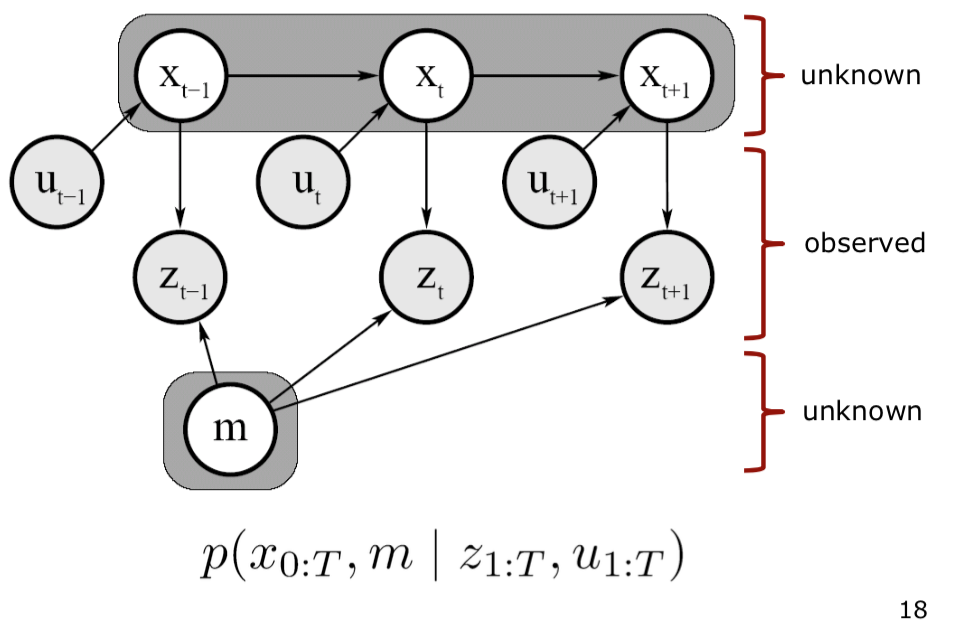 x_{t−1} x_t x_{t+1} unknown
u_{t−1} u_t u_{t+1}
observed
z_{t−1} z_t z_{t+1}
m unknown
p(x_{0:T}, m | z_{1:T}, u_{1:T})
18